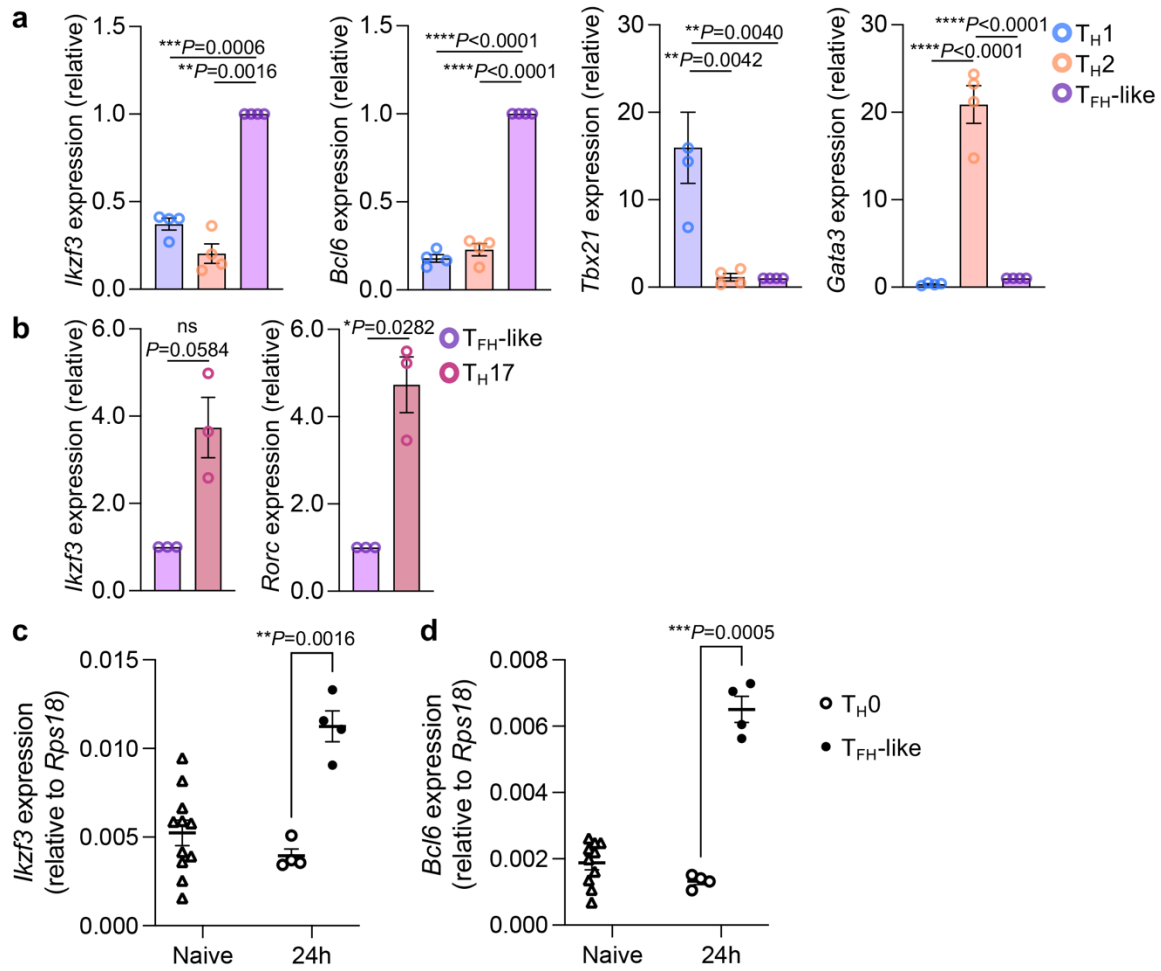 a
Ikzf3 expression (relative)
1.5
1.0
0.5
0.0
***P=0.0006
**P=0.0016
Bcl6 expression (relative)
1.5
1.0
0.5
0.0
****P<0.0001
****P<0.0001
Tbx21 expression (relative)
30
20
10
0
**P=0.0040
**P=0.0042
Gata3 expression (relative)
30
20
10
0
****P<0.0001
****P<0.0001
TH1
TH2
TFH-like
b
Ikzf3 expression (relative)
6.0
4.0
2.0
0.0
ns
P=0.0584
Rorc expression (relative)
6.0
4.0
2.0
0.0
*P=0.0282
TFH-like
TH17
c
Ikzf3 expression
(relative to Rps18)
0.015
0.010
0.005
0.000
**P=0.0016
Naive 24h
d
Bcl6 expression
(relative to Rps18)
0.008
0.006
0.004
0.002
0.000
***P=0.0005
Naive 24h
TH0
TFH-like